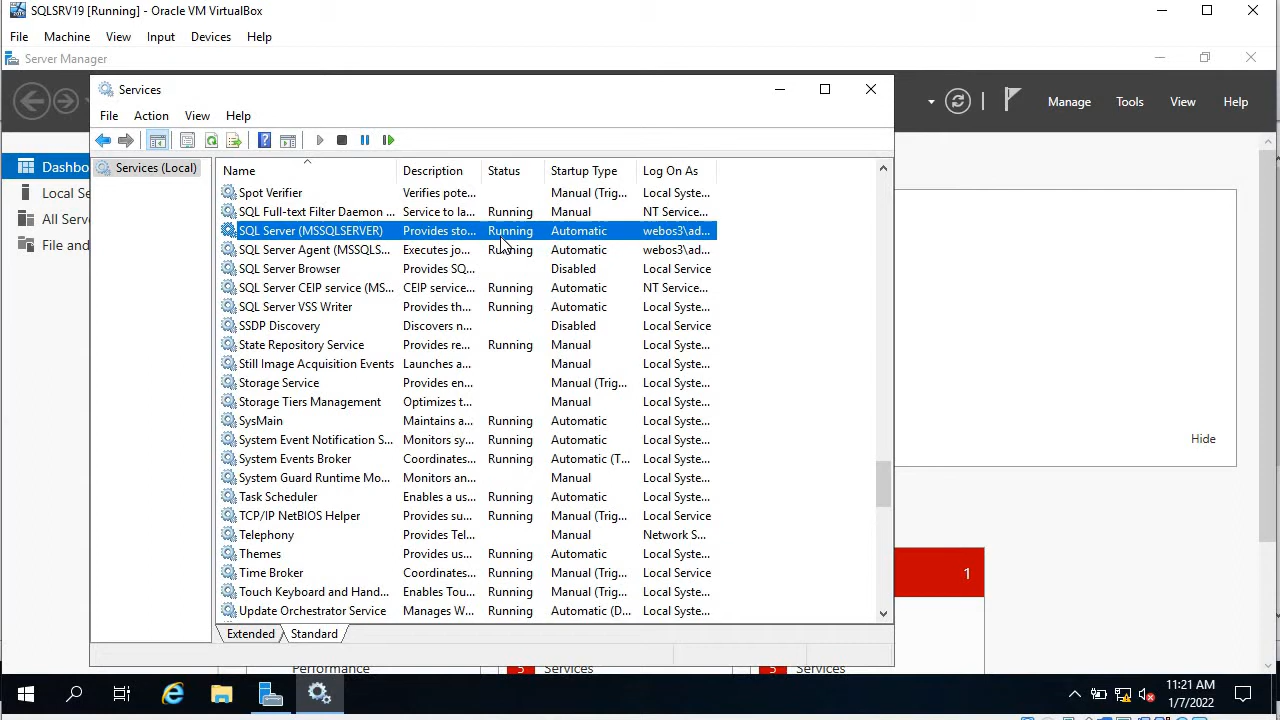 SQLSRV19 [Running] - Oracle VM VirtualBox
File Machine View Input Devices Help
Server Manager
Manage Tools View Help
Services
File Action View Help
Dashbo
Local Se
All Serv
File and
Services (Local)
Name Description Status Startup Type Log On As
Spot Verifier Verifies pote... Manual (Trig... Local Syste...
SQL Full-text Filter Daemon ... Service to la... Running Manual NT Service...
SQL Server (MSSQLSERVER) Provides sto... Running Automatic webos3\ad...
SQL Server Agent (MSSQLS... Executes jo... Running Automatic webos3\ad...
SQL Server Browser Provides SQ... Disabled Local Service
SQL Server CEIP service (MS... CEIP service... Running Automatic NT Service...
SQL Server VSS Writer Provides th... Running Automatic Local Syste...
SSDP Discovery Discovers n... Disabled Local Service
State Repository Service Provides re... Running Manual Local Syste...
Still Image Acquisition Events Launches a... Manual Local Syste...
Storage Service Provides en... Manual (Trig... Local Syste...
Storage Tiers Management Optimizes t... Manual Local Syste...
SysMain Maintains a... Running Automatic Local Syste...
System Event Notification S... Monitors sy... Running Automatic Local Syste...
System Events Broker Coordinates... Running Automatic (T... Local Syste...
System Guard Runtime Mo... Monitors an... Manual Local Syste...
Task Scheduler Enables a us... Running Automatic Local Syste...
TCP/IP NetBIOS Helper Provides su... Running Manual (Trig... Local Service
Telephony Provides Tel... Manual Network S...
Themes Provides us... Running Automatic Local Syste...
Time Broker Coordinates... Running Manual (Trig... Local Service
Touch Keyboard and Hand... Enables Tou... Running Manual (Trig... Local Syste...
Update Orchestrator Service Manages W... Running Automatic (D... Local Syste...
Extended Standard
Hide
1
Performance
5 Services
5 Services
11:21 AM
1/7/2022